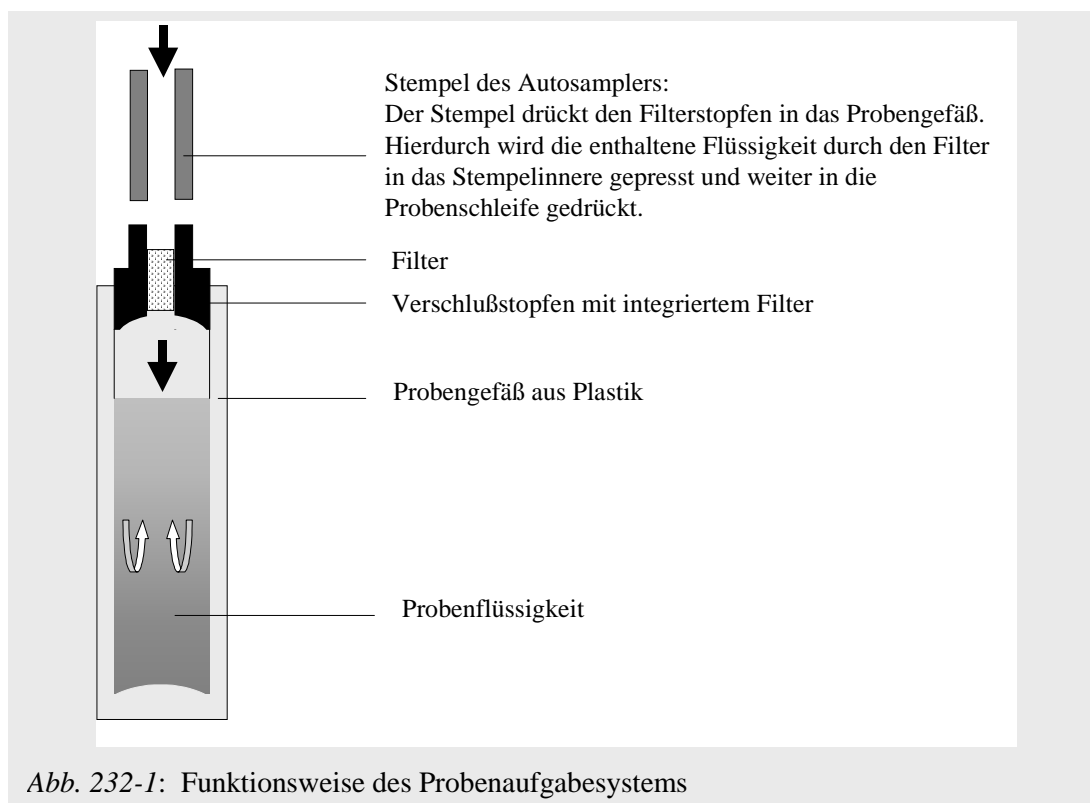 Stempel des Autosamplers:
Der Stempel drückt den Filterstopfen in das Probengefäß.
Hierdurch wird die enthaltene Flüssigkeit durch den Filter
in das Stempelinnere gepresst und weiter in die
Probenschleife gedrückt.
Filter
Verschlußstopfen mit integriertem Filter
Probengefäß aus Plastik
Probenflüssigkeit
Abb. 232-1: Funktionsweise des Probenaufgabesystems